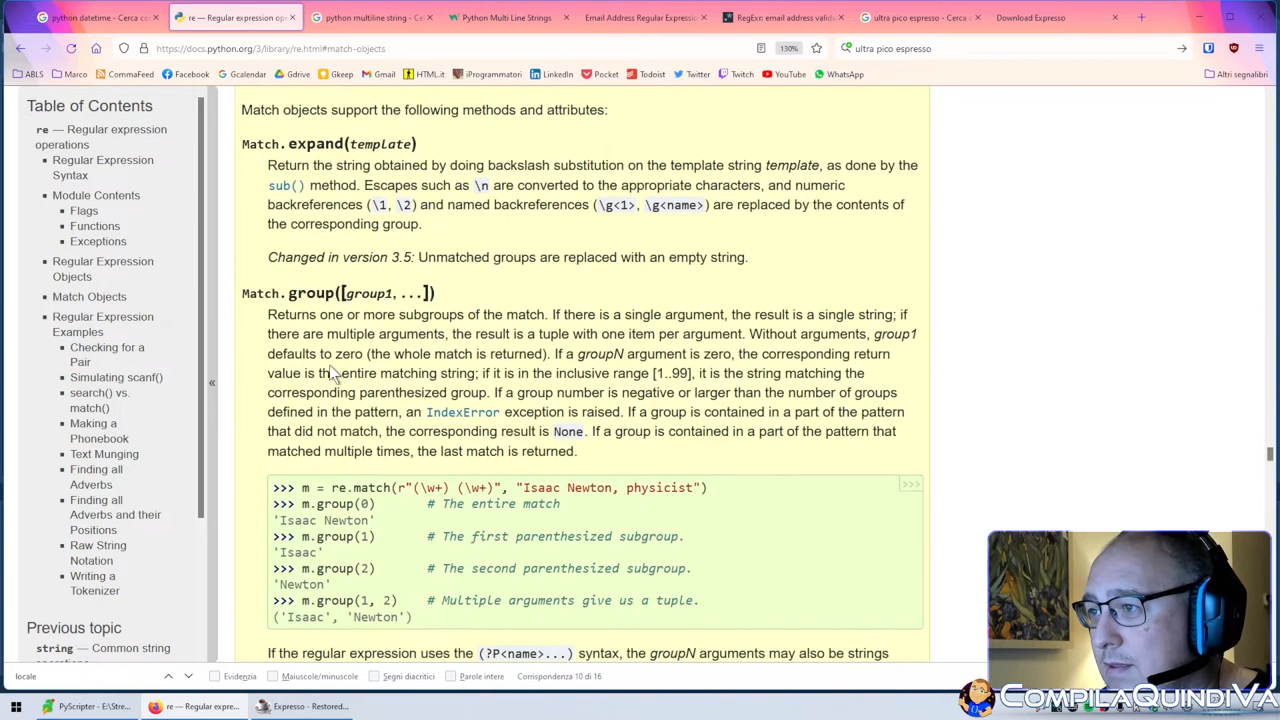 python datetime - Cerca c
re — Regular expression ope
python multiline string - Ce
Python Multi Line Strings
Email Address Regular Expressi
RegExr: email address valida
ultra pico espresso - Cerca
Download Expresso
https://docs.python.org/3/library/re.html#match-objects
130%
ultra pico espresso
ABLS
Marco
CommaFeed
Facebook
Gcalendar
Gdrive
Gkeep
Gmail
HTML.it
iProgrammatori
LinkedIn
Pocket
Todoist
Twitter
Twitch
YouTube
WhatsApp
Altri segnalibri
Table of Contents
re — Regular expression
operations
Regular Expression
Syntax
Module Contents
Flags
Functions
Exceptions
Regular Expression
Objects
Match Objects
Regular Expression
Examples
Checking for a
Pair
Simulating scanf()
search() vs.
match()
Making a
Phonebook
Text Munging
Finding all
Adverbs
Finding all
Adverbs and their
Positions
Raw String
Notation
Writing a
Tokenizer
Previous topic
string — Common string
Match objects support the following methods and attributes:
Match.expand(template)
Return the string obtained by doing backslash substitution on the template string template, as done by the
sub() method. Escapes such as \n are converted to the appropriate characters, and numeric
backreferences (\1, \2) and named backreferences (\g<1>, \g<name>) are replaced by the contents of
the corresponding group.
Changed in version 3.5: Unmatched groups are replaced with an empty string.
Match.group([group1, ...])
Returns one or more subgroups of the match. If there is a single argument, the result is a single string; if
there are multiple arguments, the result is a tuple with one item per argument. Without arguments, group1
defaults to zero (the whole match is returned). If a groupN argument is zero, the corresponding return
value is the entire matching string; if it is in the inclusive range [1..99], it is the string matching the
corresponding parenthesized group. If a group number is negative or larger than the number of groups
defined in the pattern, an IndexError exception is raised. If a group is contained in a part of the pattern
that did not match, the corresponding result is None. If a group is contained in a part of the pattern that
matched multiple times, the last match is returned.
>>>
>>> m = re.match(r"(\w+) (\w+)", "Isaac Newton, physicist")
>>> m.group(0) # The entire match
'Isaac Newton'
>>> m.group(1) # The first parenthesized subgroup.
'Isaac'
>>> m.group(2) # The second parenthesized subgroup.
'Newton'
>>> m.group(1, 2) # Multiple arguments give us a tuple.
('Isaac', 'Newton')
If the regular expression uses the (?P<name>...) syntax, the groupN arguments may also be strings
locale
Evidenzia
Maiuscole/minuscole
Segni diacritici
Parole intere
Corrispondenza 10 di 16
PyScripter - E:\Stre...
re — Regular expre...
Expresso - Restored...
COMPILAQUINDIVA